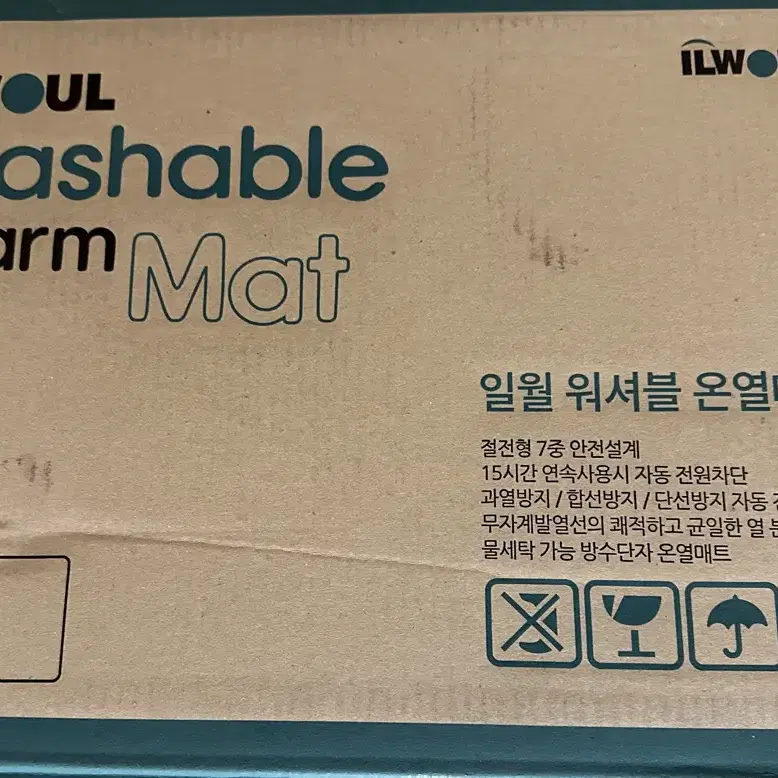 OUL
ashable
arm Mat
ILWO
일월 워셔블 온열
절전형 7중 안전설계
15시간 연속사용시 자동 전원차단
과열방지 / 합선방지 / 단선방지 자동
무자계발열선의 쾌적하고 균일한 열 분
물세탁 가능 방수단자 온열매트